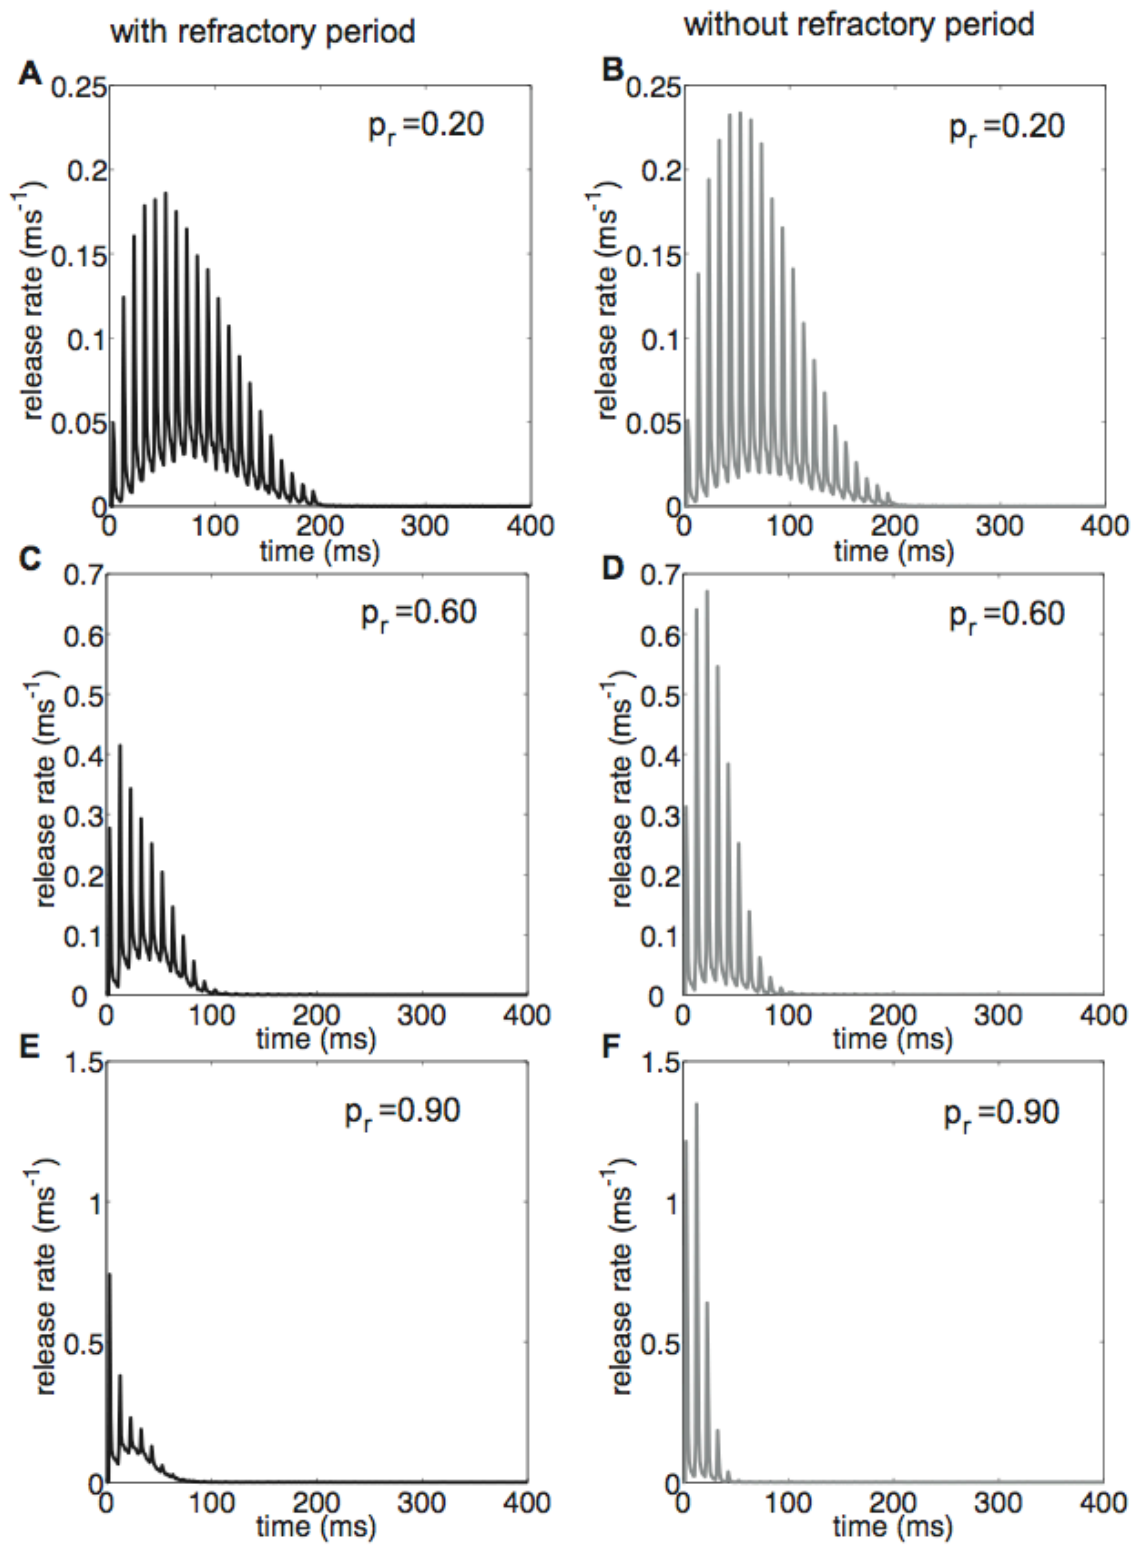 with refractory period
without refractory period
A
0.25
0.2
0.15
0.1
0.05
0
release rate (ms⁻¹)
pᵣ =0.20
0 100 200 300 400
time (ms)
B
0.25
0.2
0.15
0.1
0.05
0
release rate (ms⁻¹)
pᵣ =0.20
0 100 200 300 400
time (ms)
C
0.7
0.6
0.5
0.4
0.3
0.2
0.1
0
release rate (ms⁻¹)
pᵣ =0.60
0 100 200 300 400
time (ms)
D
0.7
0.6
0.5
0.4
0.3
0.2
0.1
0
release rate (ms⁻¹)
pᵣ =0.60
0 100 200 300 400
time (ms)
E
1.5
1
0.5
0
release rate (ms⁻¹)
pᵣ =0.90
0 100 200 300 400
time (ms)
F
1.5
1
0.5
0
release rate (ms⁻¹)
pᵣ =0.90
0 100 200 300 400
time (ms)